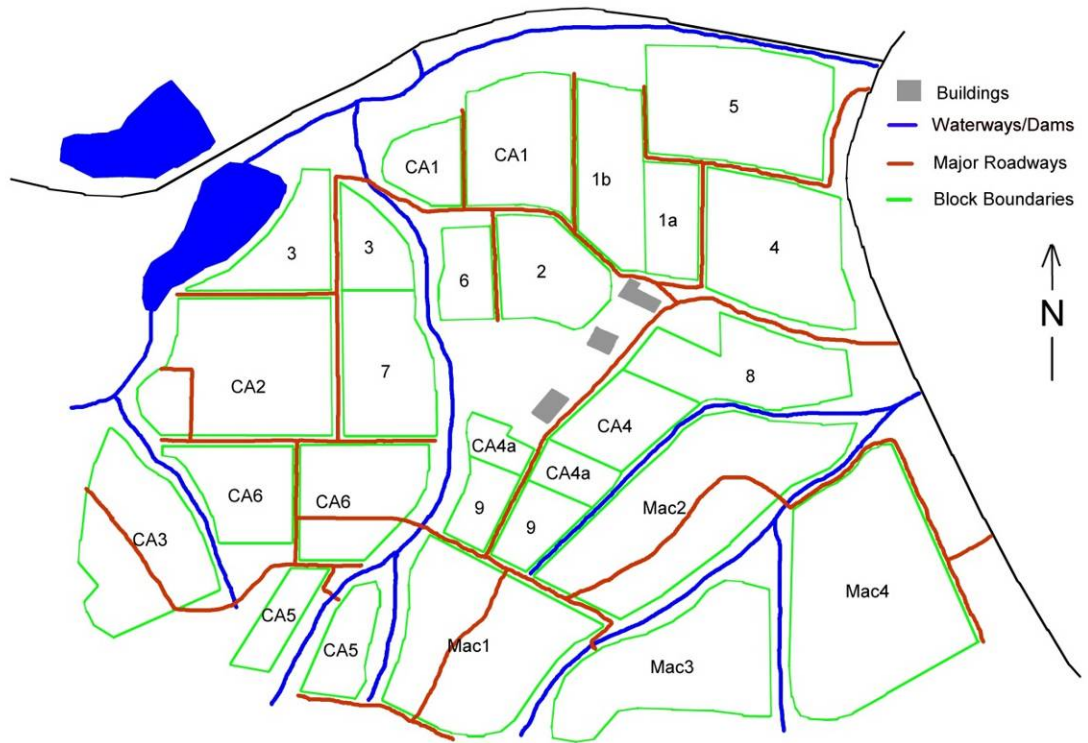 5
Buildings
Waterways/Dams
Major Roadways
Block Boundaries
CA1
CA1
1b
1a
4
3
3
6
2
N
CA2
7
8
CA4
CA4a
CA4a
CA6
CA6
9
9
Mac2
CA3
CA5
CA5
Mac1
Mac3
Mac4